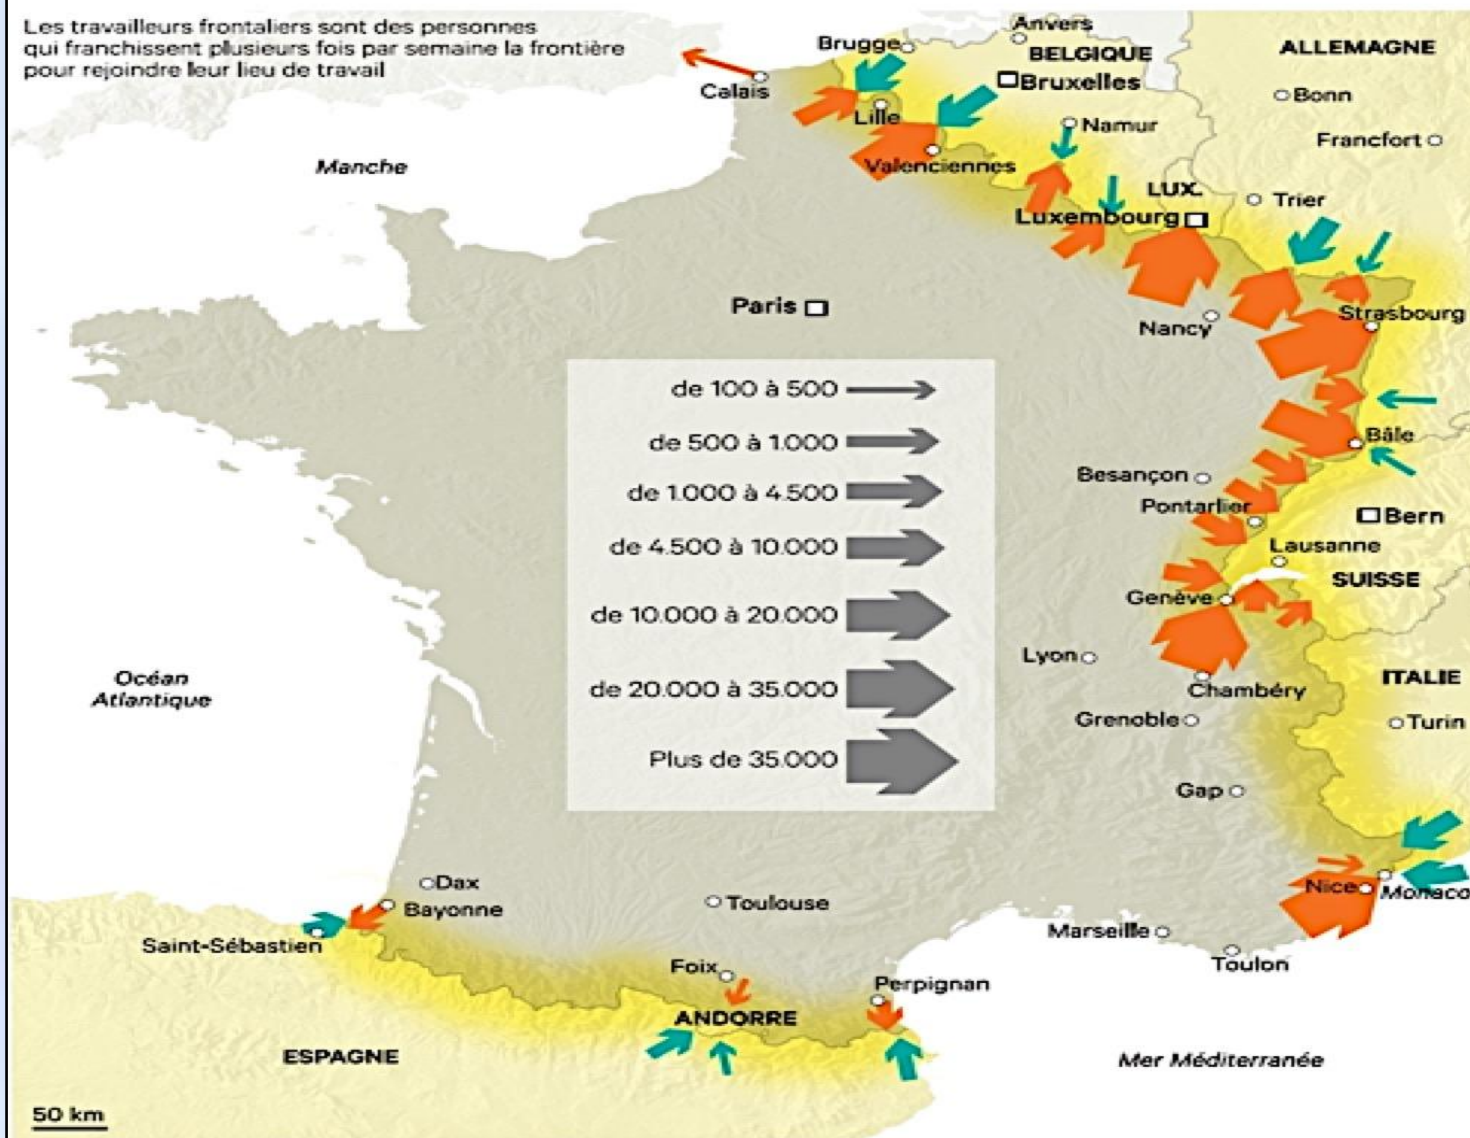 Les travailleurs frontaliers sont des personnes
qui franchissent plusieurs fois par semaine la frontière
pour rejoindre leur lieu de travail
Anvers
Brugge
BELGIQUE
ALLEMAGNE
Calais
Bruxelles
Bonn
Lille
Namur
Francfort
Manche
Valenciennes
LUX.
Trier
Luxembourg
Paris
Nancy
Strasbourg
de 100 à 500
de 500 à 1.000
Bâle
de 1.000 à 4.500
Besançon
Pontarlier
Bern
de 4.500 à 10.000
Lausanne
SUISSE
Genève
de 10.000 à 20.000
Lyon
Océan
Atlantique
ITALIE
de 20.000 à 35.000
Chambéry
Grenoble
Turin
Plus de 35.000
Gap
Dax
Nice
Monaco
Bayonne
Toulouse
Saint-Sébastien
Marseille
Toulon
Foix
Perpignan
ANDORRE
ESPAGNE
Mer Méditerranée
50 km